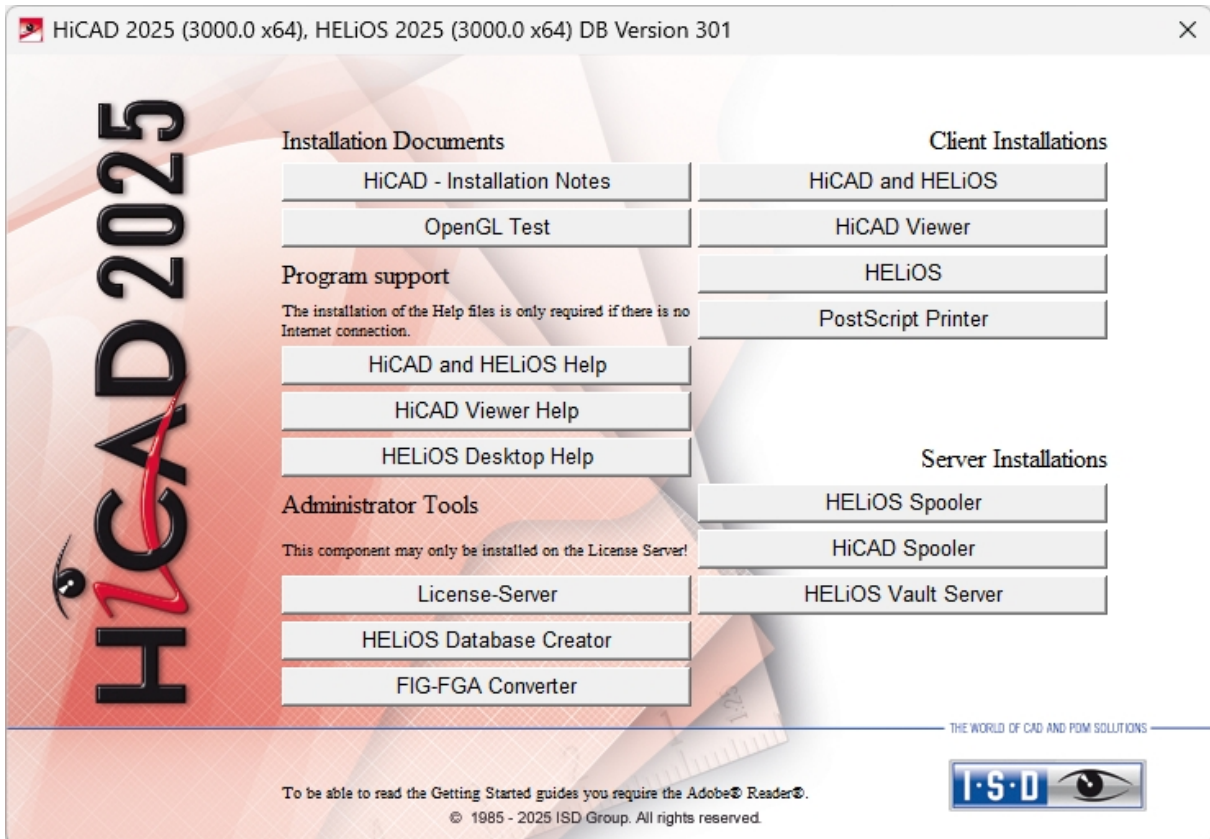 HiCAD 2025 (3000.0 x64), HELiOS 2025 (3000.0 x64) DB Version 301
HiCAD 2025
Installation Documents
HiCAD - Installation Notes
OpenGL Test
Program support
The installation of the Help files is only required if there is no
Internet connection.
HiCAD and HELiOS Help
HiCAD Viewer Help
HELiOS Desktop Help
Administrator Tools
This component may only be installed on the License Server!
License-Server
HELiOS Database Creator
FIG-FGA Converter
Client Installations
HiCAD and HELiOS
HiCAD Viewer
HELiOS
PostScript Printer
Server Installations
HELiOS Spooler
HiCAD Spooler
HELiOS Vault Server
THE WORLD OF CAD AND PDM SOLUTIONS
I·S·D
To be able to read the Getting Started guides you require the Adobe® Reader®.
© 1985 - 2025 ISD Group. All rights reserved.